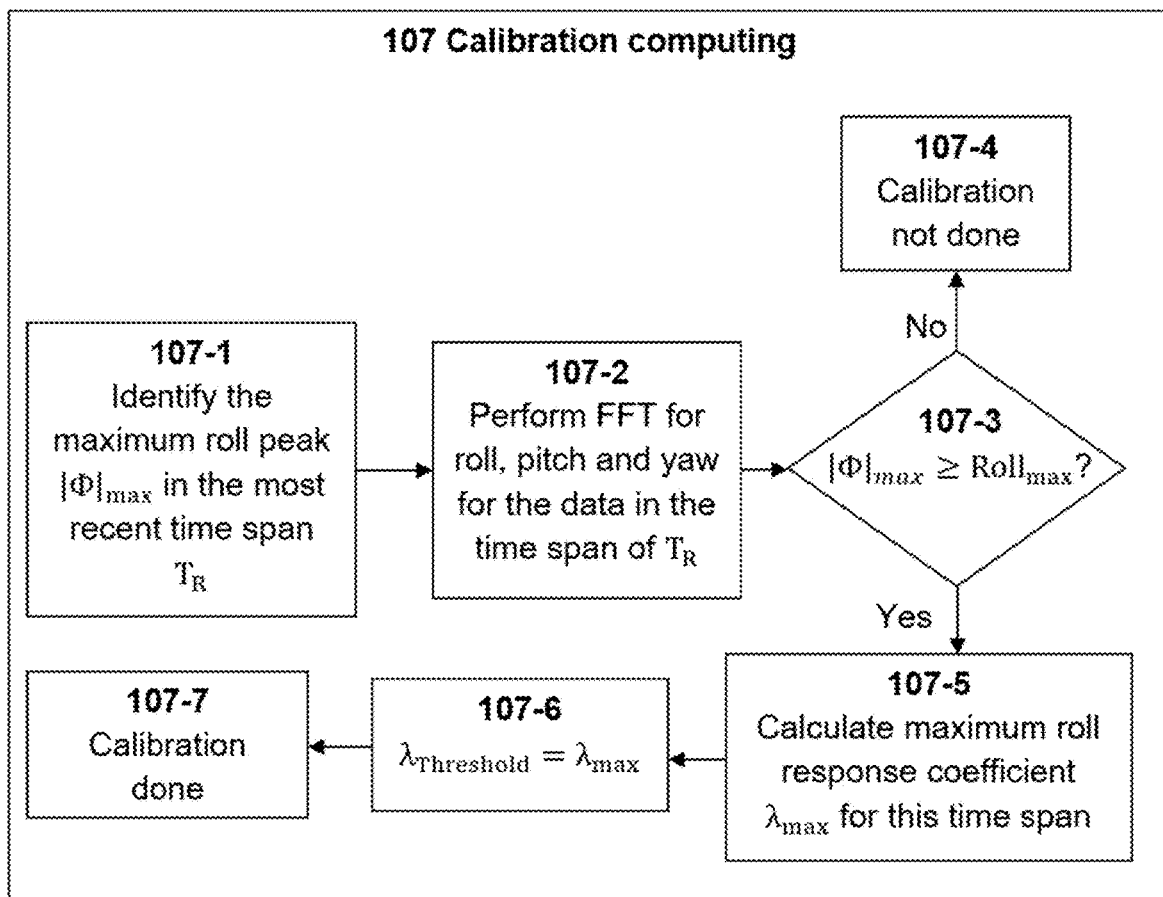 107 Calibration computing
107-1
Identify the
maximum roll peak
|Φ|max in the most
recent time span
TR
107-2
Perform FFT for
roll, pitch and yaw
for the data in the
time span of TR
107-3
|Φ|max ≥ Rollmax?
No
107-4
Calibration
not done
Yes
107-5
Calculate maximum roll
response coefficient
λmax for this time span
107-6
λThreshold = λmax
107-7
Calibration
done